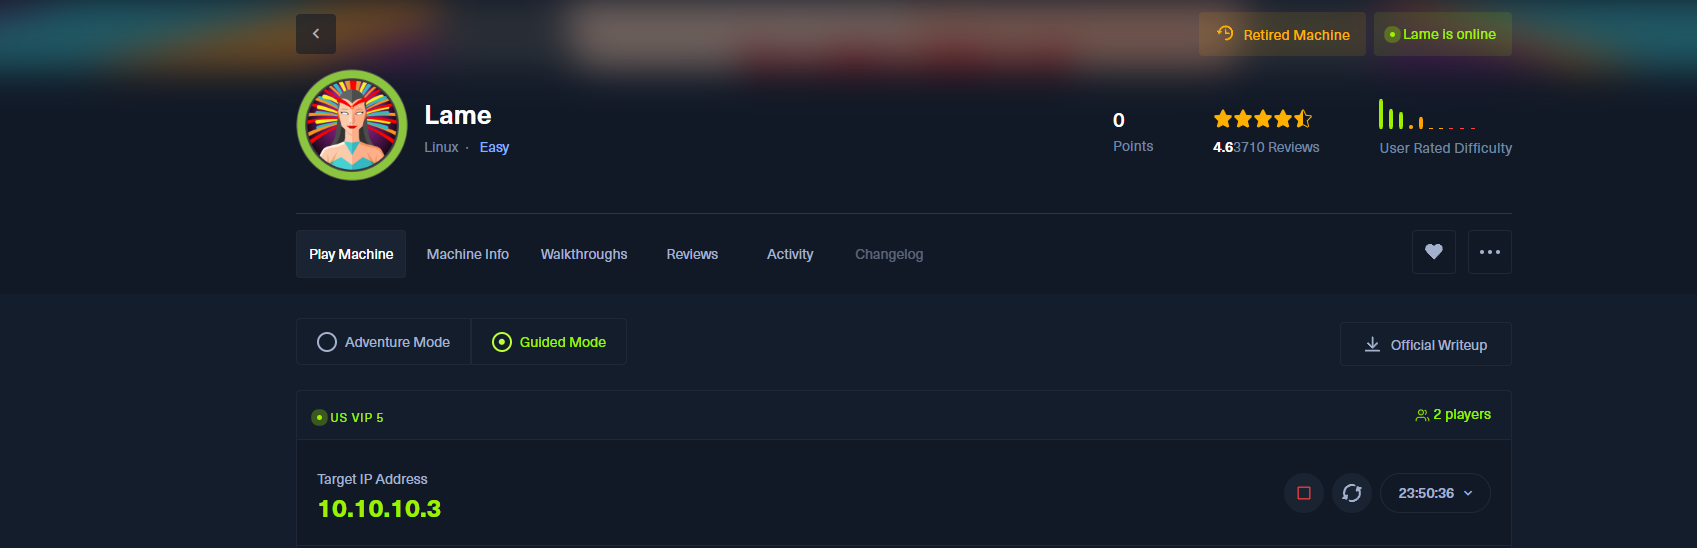 Retired Machine
Lame is online
Lame
Linux · Easy
0
Points
4.6 3710 Reviews
User Rated Difficulty
Play Machine
Machine Info
Walkthroughs
Reviews
Activity
Changelog
Adventure Mode
Guided Mode
Official Writeup
US VIP 5
2 players
Target IP Address
10.10.10.3
23:50:36